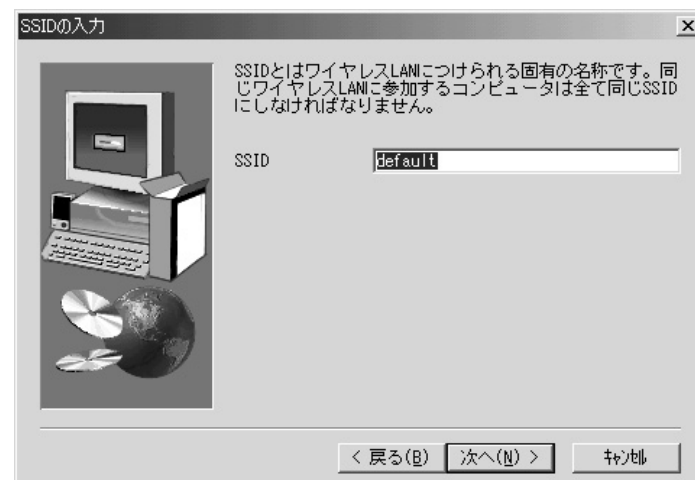 SSIDの入力
SSIDとはワイヤレスLANにつけられる固有の名称です。同
じワイヤレスLANに参加するコンピュータは全て同じSSID
にしなければなりません。
SSID default
< 戻る(B) 次へ(N) > ｷｬﾝｾﾙ